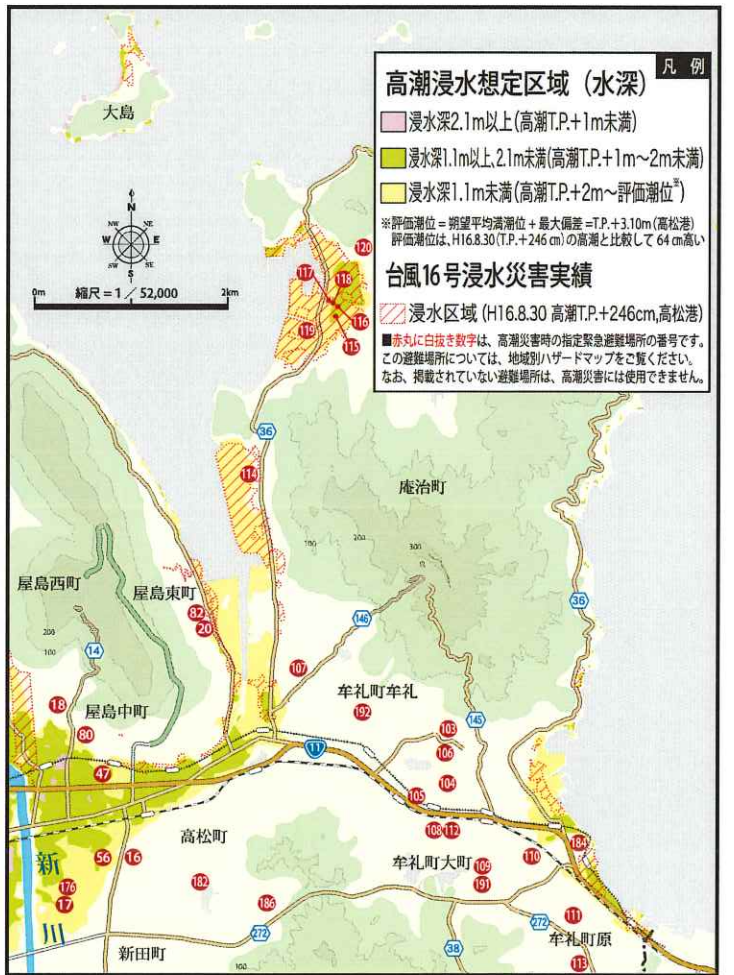 凡例
高潮浸水想定区域（水深）
浸水深2.1m以上(高潮T.P.+1m未満)
浸水深1.1m以上、2.1m未満(高潮T.P.+1m～2m未満)
浸水深1.1m未満(高潮T.P.+2m～評価潮位※)
※評価潮位＝朔望平均満潮位＋最大偏差＝T.P.＋3.10m(高松港)
評価潮位は、H16.8.30(T.P.+246㎝)の高潮と比較して64㎝高い
台風16号浸水災害実績
浸水区域(H16.8.30 高潮T.P.+246cm,高松港)
■赤丸に白抜き数字は、高潮災害時の指定緊急避難場所の番号です。
この避難場所については、地域別ハザードマップをご覧ください。
なお、掲載されていない避難場所は、高潮災害には使用できません。
大島
N
NW
NE
W
E
SW
SE
S
0m
縮尺＝1／52,000
2km
120
117
118
116
119
115
36
114
庵治町
100
200
300
屋島西町
屋島東町
82
20
36
146
200
100
14
107
牟礼町牟礼
18
屋島中町
192
145
80
103
11
106
47
104
105
高松町
108
112
184
新川
56
16
牟礼町大町
109
110
176
182
191
17
186
111
272
272
牟礼町原
新田町
38
113
100